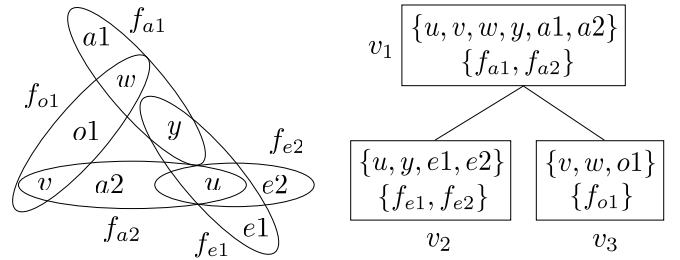 f_{a1}
a1
w
f_{o1}
o1
y
f_{e2}
v
a2
u
e2
f_{a2}
f_{e1}
e1
v_1
{u, v, w, y, a1, a2}
{f_{a1}, f_{a2}}
{u, y, e1, e2}
{f_{e1}, f_{e2}}
v_2
{v, w, o1}
{f_{o1}}
v_3